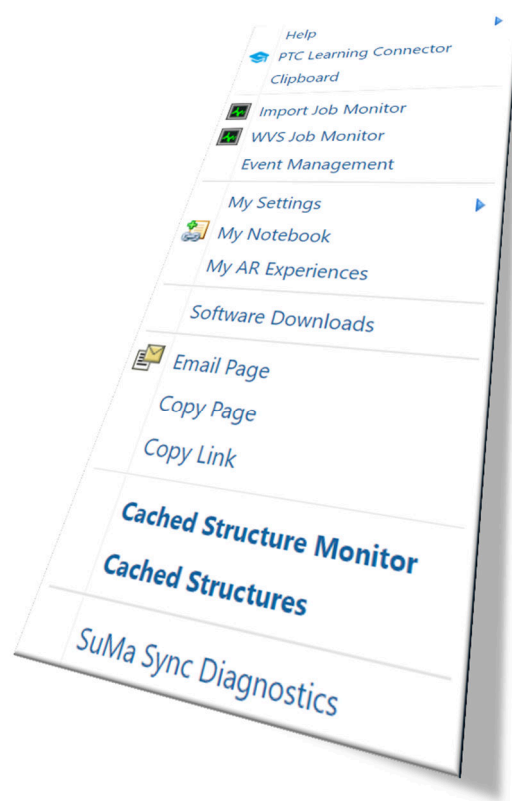 Help
PTC Learning Connector
Clipboard
Import Job Monitor
WVS Job Monitor
Event Management
My Settings
My Notebook
My AR Experiences
Software Downloads
Email Page
Copy Page
Copy Link
Cached Structure Monitor
Cached Structures
SuMa Sync Diagnostics